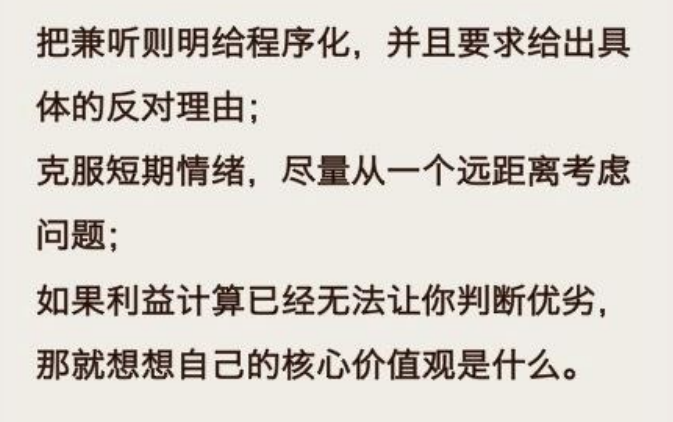 把兼听则明给程序化，并且要求给出具
体的反对理由；
克服短期情绪，尽量从一个远距离考虑
问题；
如果利益计算已经无法让你判断优劣，
那就想想自己的核心价值观是什么。